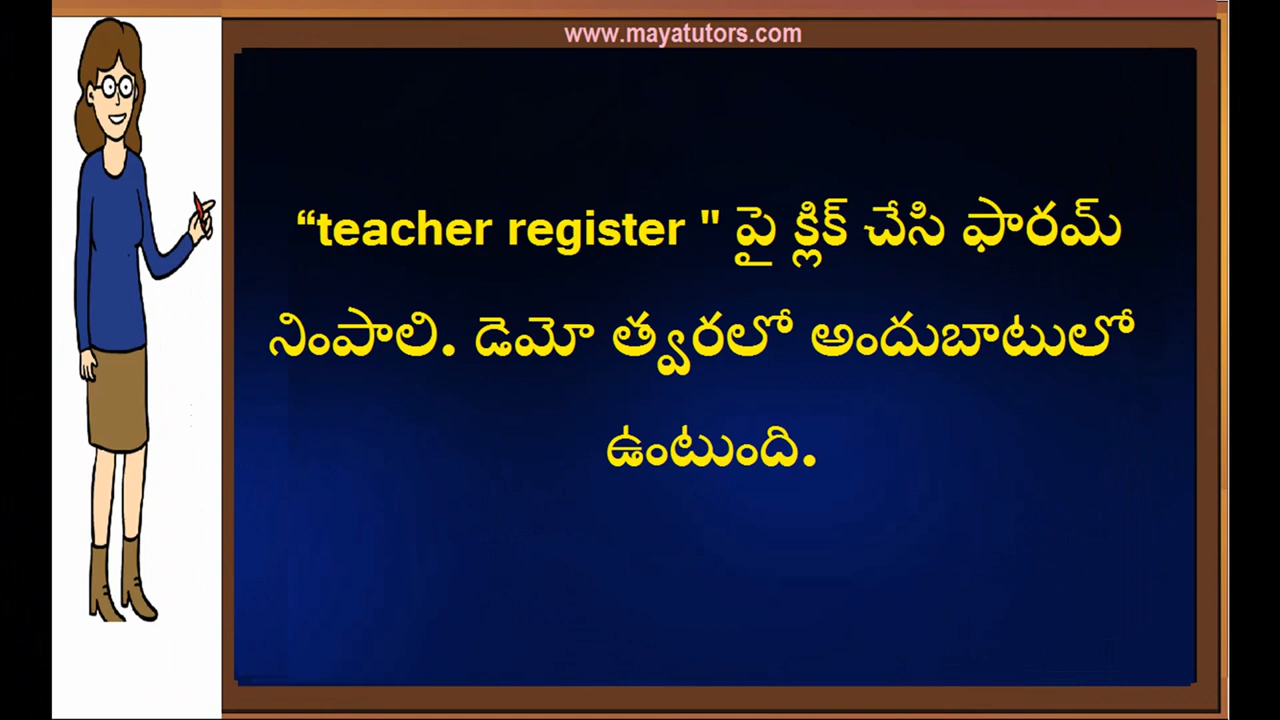 www.mayatutors.com
“teacher register " పై క్లిక్ చేసి ఫారమ్
నింపాలి. డెమో త్వరలో అందుబాటులో
ఉంటుంది.